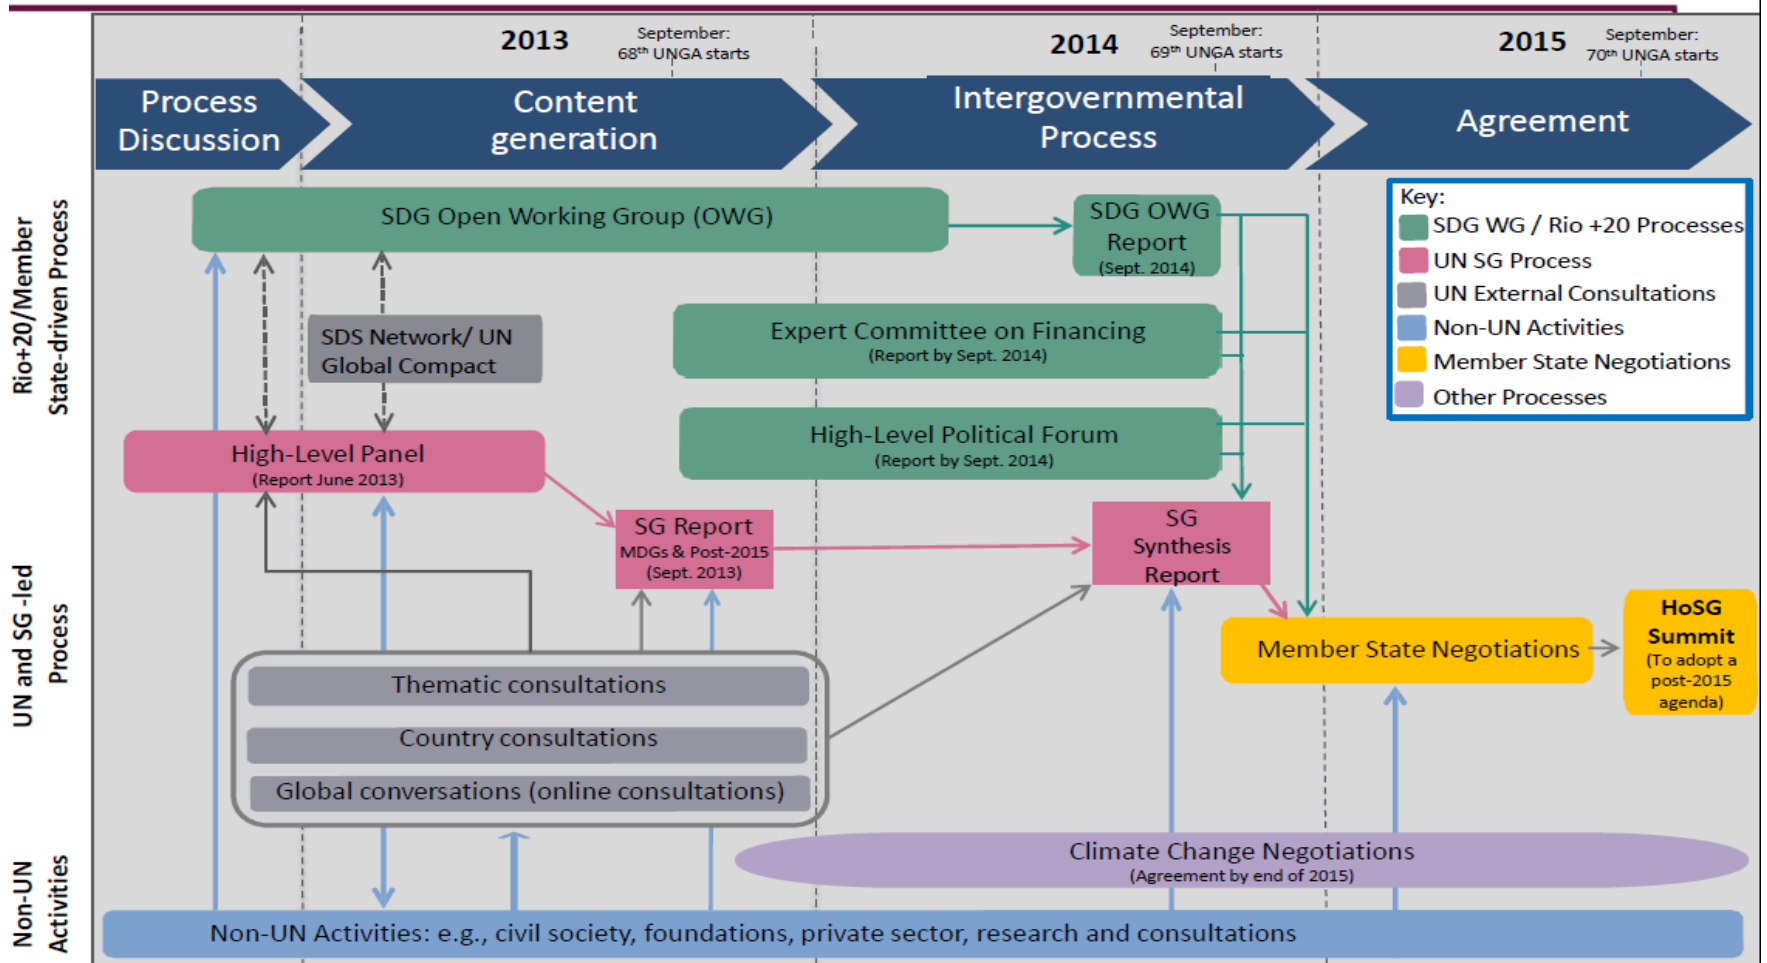 2013
September:
68th UNGA starts
2014
September:
69th UNGA starts
2015
September:
70th UNGA starts
Process
Discussion
Content
generation
Intergovernmental
Process
Agreement
Rio+20/Member
State-driven Process
SDG Open Working Group (OWG)
SDG OWG
Report
(Sept. 2014)
Key:
SDG WG / Rio +20 Processes
UN SG Process
UN External Consultations
Non-UN Activities
Member State Negotiations
Other Processes
SDS Network/ UN
Global Compact
Expert Committee on Financing
(Report by Sept. 2014)
High-Level Political Forum
(Report by Sept. 2014)
High-Level Panel
(Report June 2013)
UN and SG -led
Process
SG Report
MDGs & Post-2015
(Sept. 2013)
SG
Synthesis
Report
Member State Negotiations
HoSG
Summit
(To adopt a
post-2015
agenda)
Thematic consultations
Country consultations
Global conversations (online consultations)
Non-UN
Activities
Climate Change Negotiations
(Agreement by end of 2015)
Non-UN Activities: e.g., civil society, foundations, private sector, research and consultations